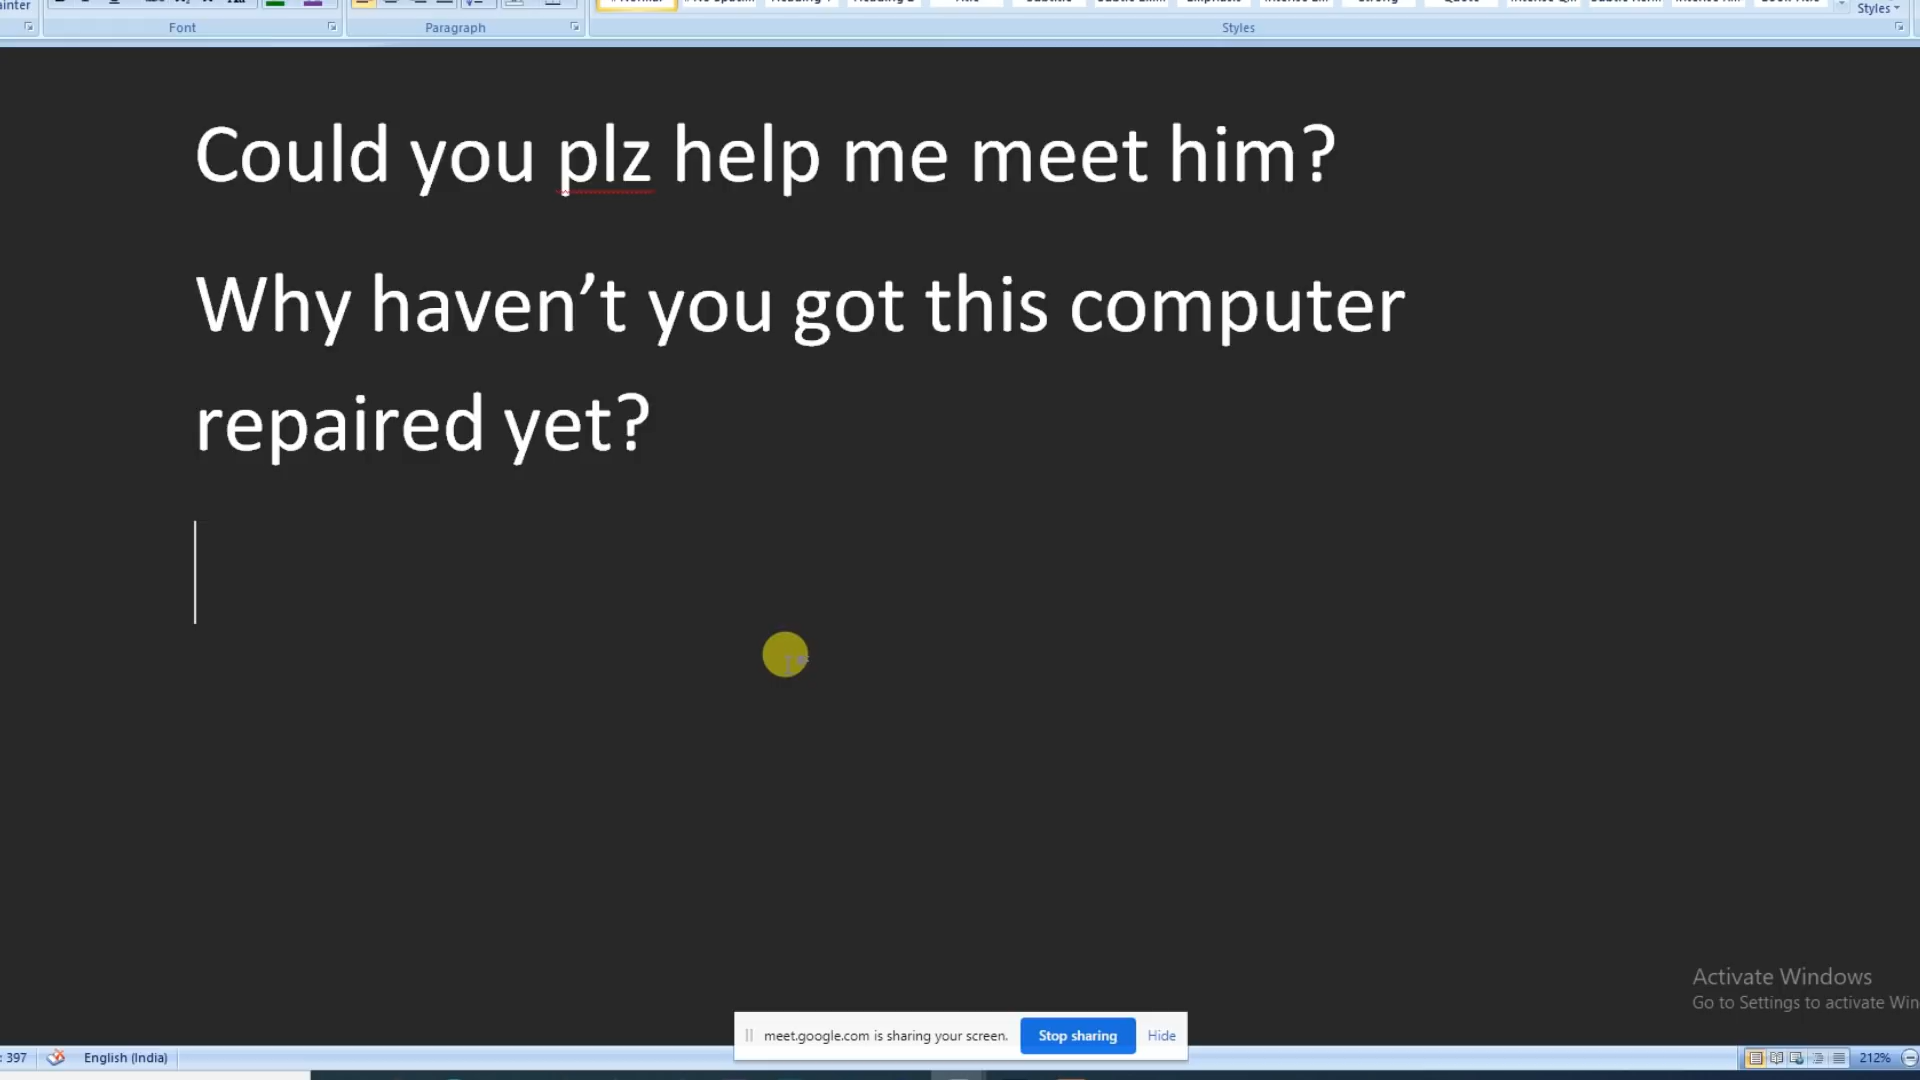 ainter
Font
Paragraph
Styles
Styles
Could you plz help me meet him?
Why haven’t you got this computer
repaired yet?
Activate Windows
Go to Settings to activate Win
meet.google.com is sharing your screen. Stop sharing Hide
: 397 English (India) 212%